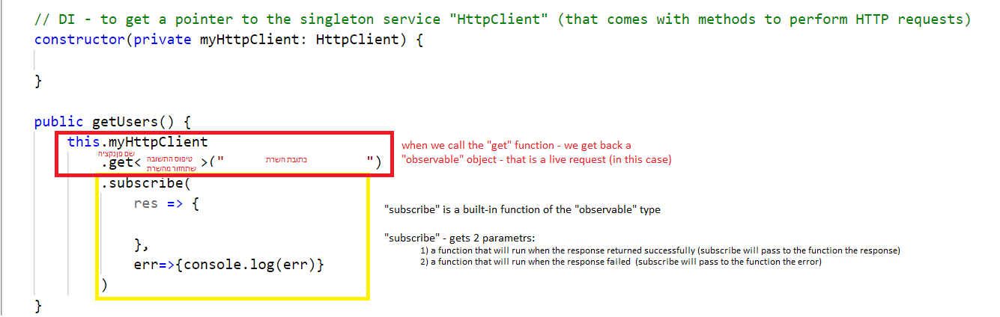 // DI - to get a pointer to the singleton service "HttpClient" (that comes with methods to perform HTTP requests)
constructor(private myHttpClient: HttpClient) {
}
public getUsers() {
this.myHttpClient
שם פונקציה
.get< טיפוס התשובה שתחזור מהשרת >(" כתובת השרת ")
when we call the "get" function - we get back a
"observable" object - that is a live request (in this case)
.subscribe(
res => {
},
err=>{console.log(err)}
)
}
"subscribe" is a built-in function of the "observable" type
"subscribe" - gets 2 parametrs:
1) a function that will run when the response returned successfully (subscribe will pass to the function the response)
2) a function that will run when the response failed (subscribe will pass to the function the error)